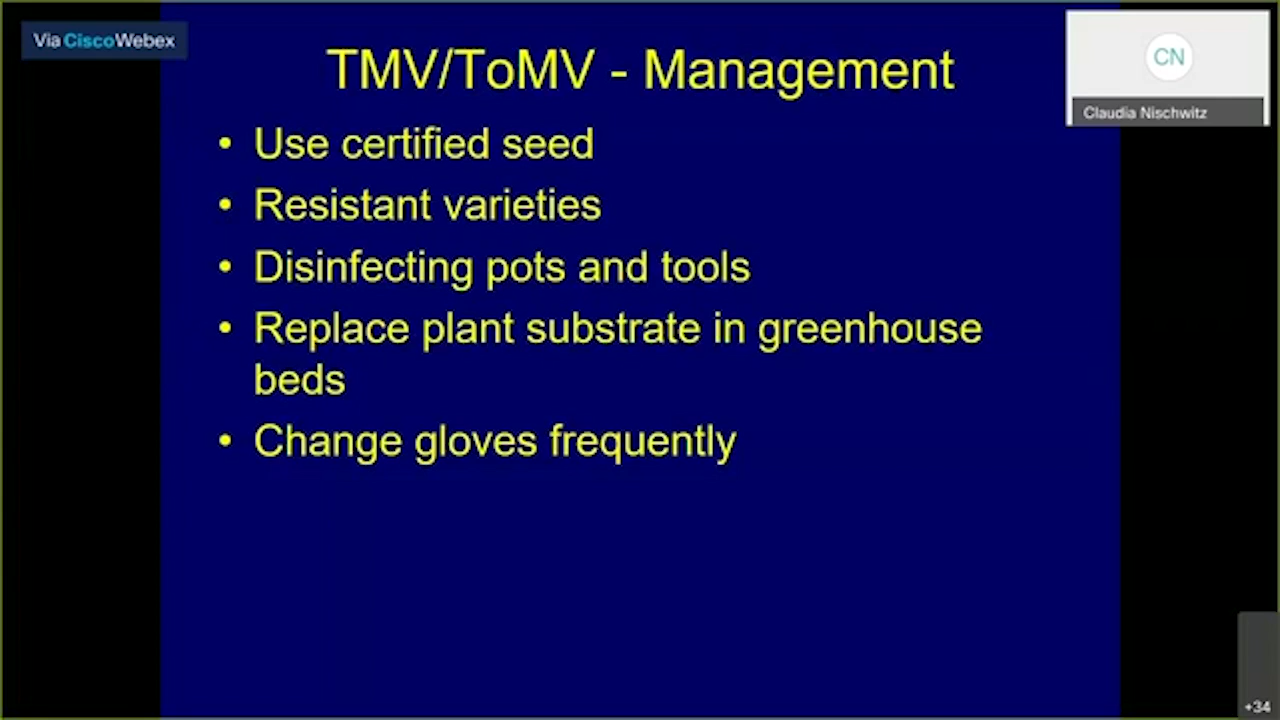 Via CiscoWebex
TMV/ToMV - Management
CN
Claudia Nischwitz
• Use certified seed
• Resistant varieties
• Disinfecting pots and tools
• Replace plant substrate in greenhouse
beds
• Change gloves frequently
+34